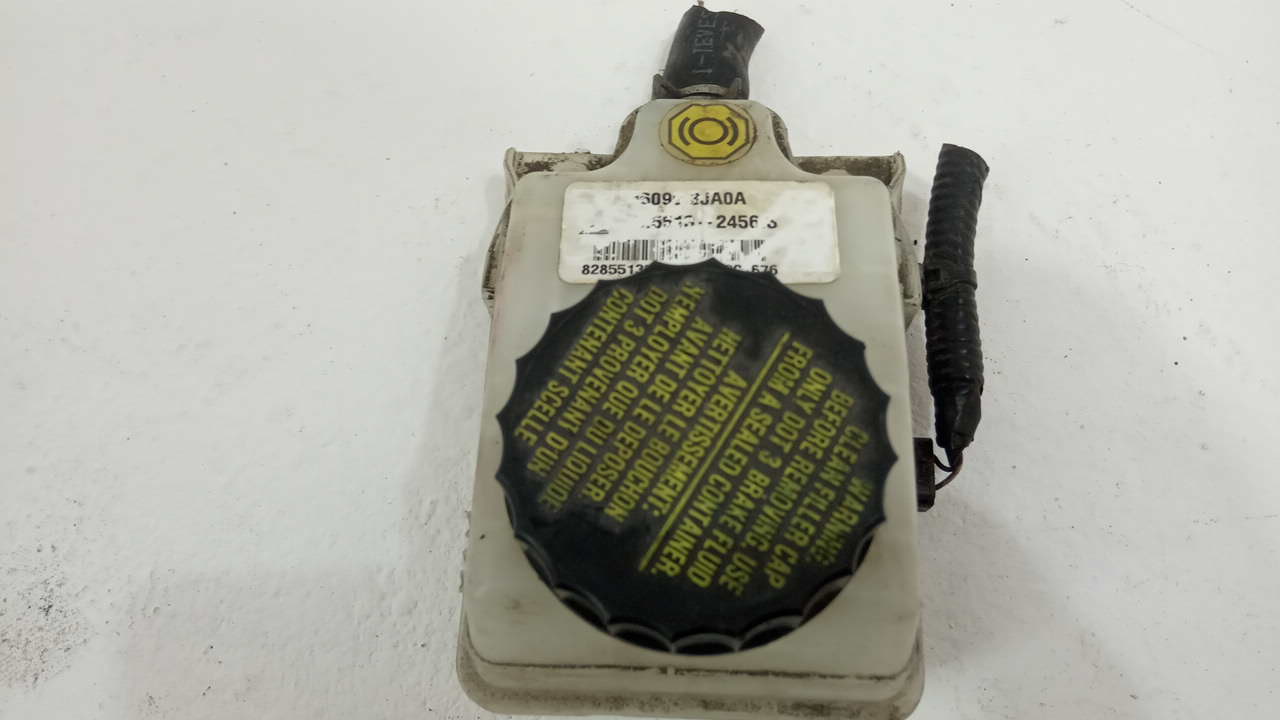 3JA0A
WARNING:
CLEAN FILLER CAP
BEFORE REMOVING USE
ONLY DOT 3 BRAKE FLUID
FROM A SEALED CONTAINER.
AVERTISSEMENT:
NETTOYER LE BOUCHON
AVANT DE LE DEPOSER.
N'EMPLOYER QUE DU LIQUIDE
DOT 3 PROVENANT D'UN
CONTENANT SCELLE